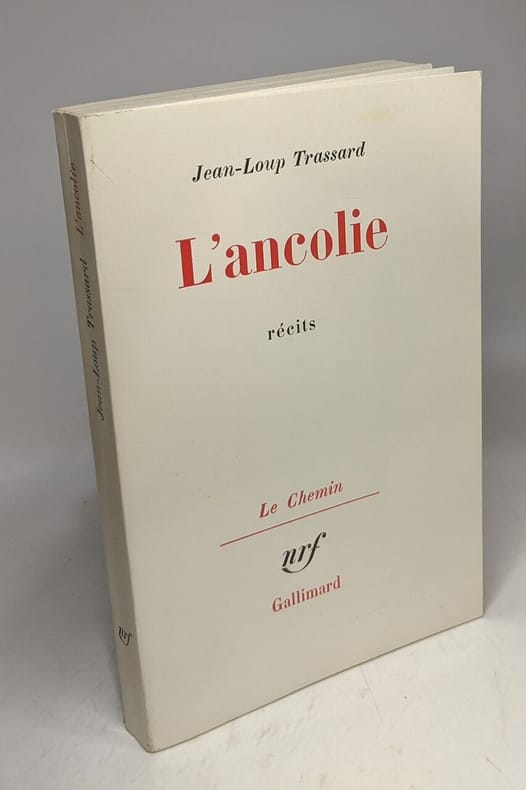 Jean-Loup Trassard
L'ancolie
récits
Le Chemin
nrf
Gallimard
Jean-Loup Trassard L'ancolie
nrf